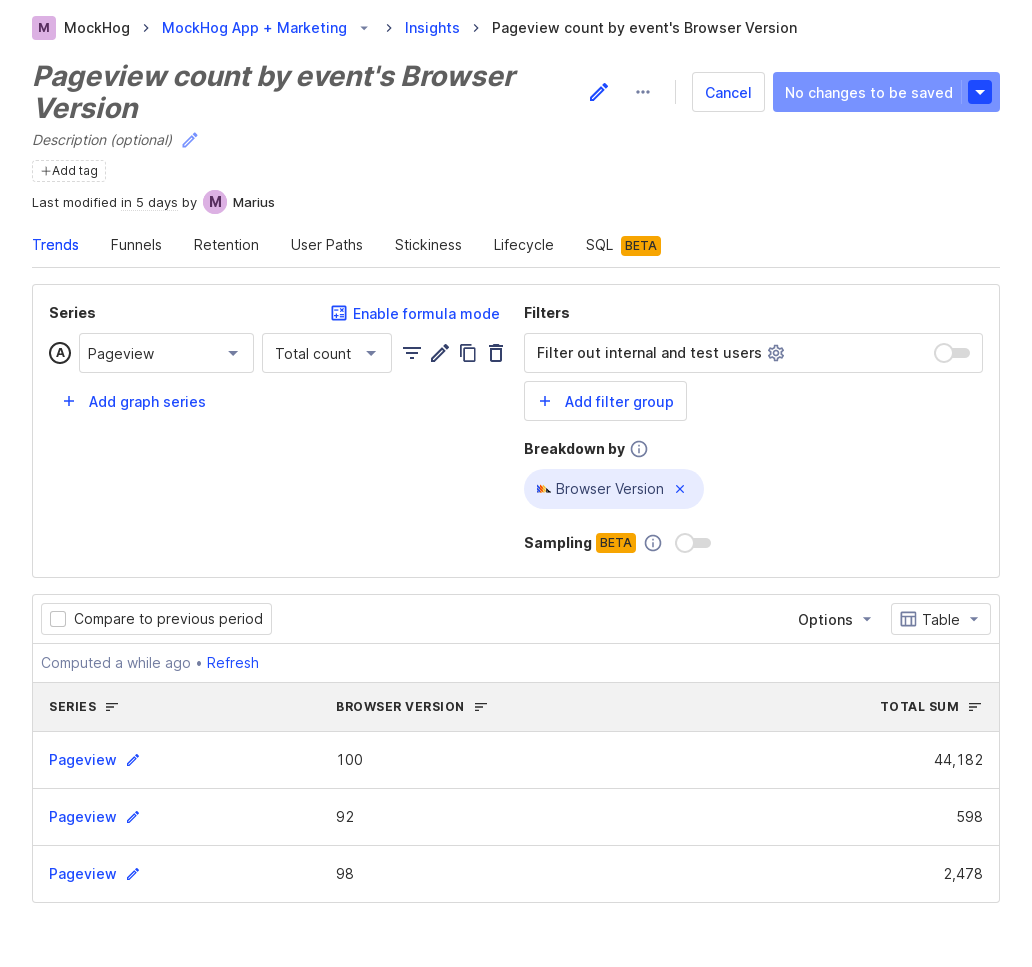 M MockHog MockHog App + Marketing Insights Pageview count by event's Browser Version
Pageview count by event's Browser
Version
Cancel
No changes to be saved
Description (optional)
+Add tag
Last modified in 5 days by M Marius
Trends Funnels Retention User Paths Stickiness Lifecycle SQL BETA
Series
Enable formula mode
A Pageview Total count
+ Add graph series
Filters
Filter out internal and test users
+ Add filter group
Breakdown by
Browser Version
Sampling BETA
Compare to previous period
Options
Table
Computed a while ago • Refresh
SERIES BROWSER VERSION TOTAL SUM
Pageview 100 44,182
Pageview 92 598
Pageview 98 2,478